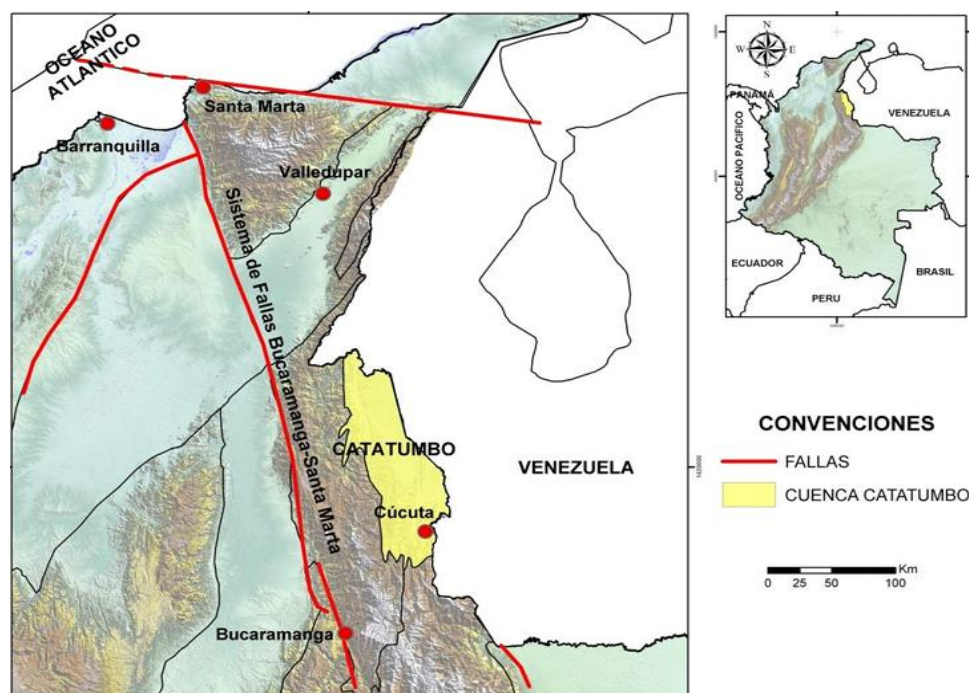 OCEANO
ATLANTICO
Santa Marta
Barranquilla
Valledupar
Sistema de Fallas Bucaramanga-Santa Marta
CATATUMBO
VENEZUELA
Cúcuta
Bucaramanga
N
W E
S
PANAMÁ
VENEZUELA
OCEANO PACIFICO
ECUADOR
BRASIL
PERU
CONVENCIONES
FALLAS
CUENCA CATATUMBO
Km
0 25 50 100